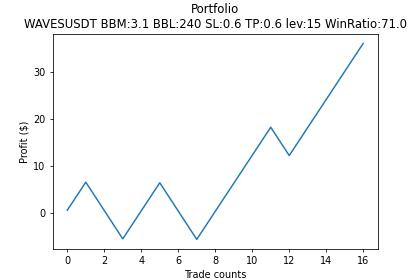 Portfolio
WAVESUSDT BBM:3.1 BBL:240 SL:0.6 TP:0.6 lev:15 WinRatio:71.0
Profit ($)
30
20
10
0
0 2 4 6 8 10 12 14 16
Trade counts